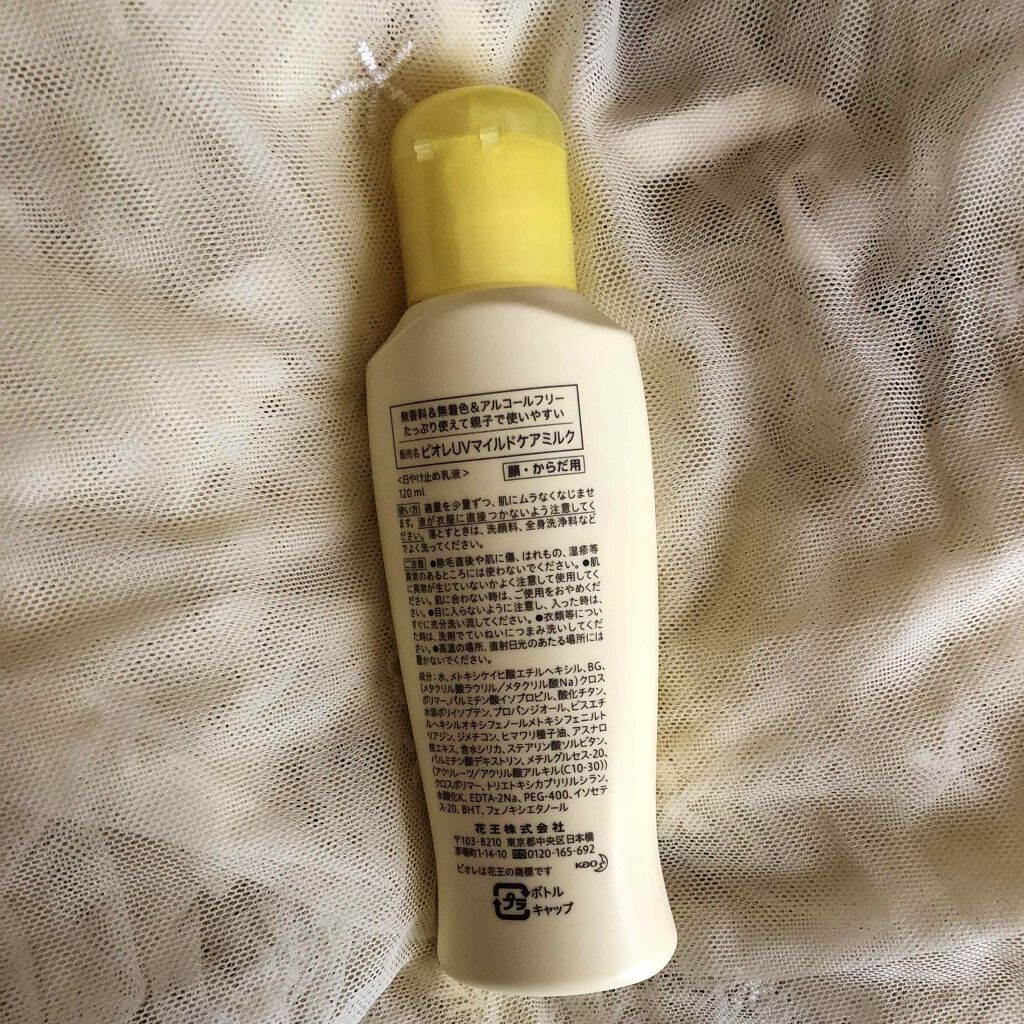 無香料&無着色&アルコールフリー
たっぷり使えて親子で使いやすい
販売名 ビオレUVマイルドケアミルク
<日やけ止め乳液> 顔・からだ用
120 ml
使い方 適量を少量ずつ、肌にムラなくなじませ
ます。液が衣服に直接つかないよう注意してく
ださい。落とすときは、洗顔料、全身洗浄料など
でよく洗ってください。
ご注意 ●除毛直後や肌に傷、はれもの、湿疹等
異常のあるところには使わないでください。●肌
に異常が生じていないかよく注意して使用してく
ださい。肌に合わない時は、ご使用をおやめくだ
さい。●目に入らないように注意し、入った時は、
すぐに充分洗い流してください。●衣類等につい
た時は、洗剤でていねいにつまみ洗いしてくだ
さい。●高温の場所、直射日光のあたる場所には
置かないでください。
成分:水、メトキシケイヒ酸エチルヘキシル、BG、
(メタクリル酸ラウリル/メタクリル酸Na)クロス
ポリマー、パルミチン酸イソプロピル、酸化チタン、
水添ポリイソブテン、プロパンジオール、ビスエチ
ルヘキシルオキシフェノールメトキシフェニルト
リアジン、ジメチコン、ヒマワリ種子油、アスナロ
枝エキス、含水シリカ、ステアリン酸ソルビタン、
パルミチン酸デキストリン、メチルグルセス-20、
(アクリレーツ/アクリル酸アルキル(C10-30))
クロスポリマー、トリエトキシカプリリルシラン、
水酸化K、EDTA-2Na、PEG-400、イソセテ
ス-20、BHT、フェノキシエタノール
花王株式会社
〒103-8210 東京都中央区日本橋
茅場町1-14-10 0120-165-692
ビオレは花王の商標です Kao
プラ ボトル
キャップ